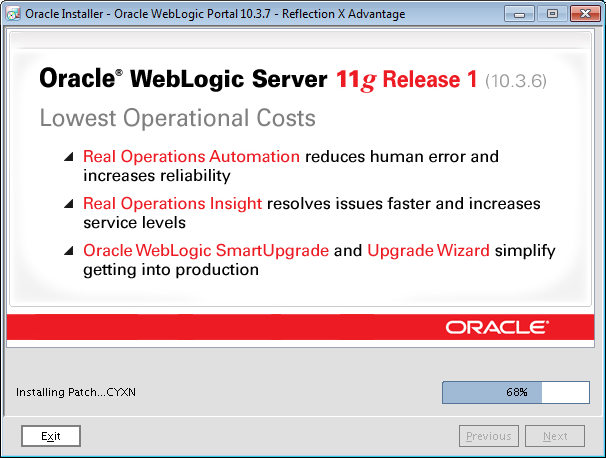 Oracle Installer - Oracle WebLogic Portal 10.3.7 - Reflection X Advantage
Oracle® WebLogic Server 11g Release 1 (10.3.6)
Lowest Operational Costs
Real Operations Automation reduces human error and
increases reliability
Real Operations Insight resolves issues faster and increases
service levels
Oracle WebLogic SmartUpgrade and Upgrade Wizard simplify
getting into production
ORACLE®
Installing Patch...CYXN
68%
Exit
Previous
Next